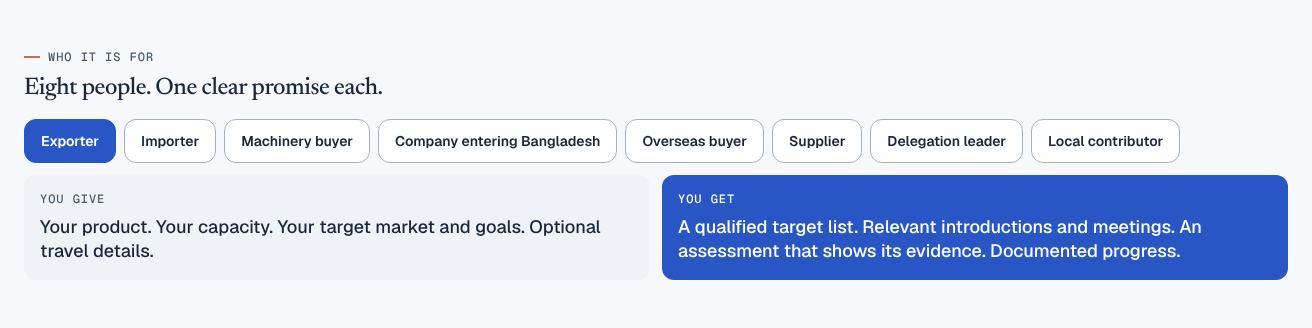 WHO IT IS FOR
Eight people. One clear promise each.
Exporter
Importer
Machinery buyer
Company entering Bangladesh
Overseas buyer
Supplier
Delegation leader
Local contributor
YOU GIVE
Your product. Your capacity. Your target market and goals. Optional
travel details.
YOU GET
A qualified target list. Relevant introductions and meetings. An
assessment that shows its evidence. Documented progress.